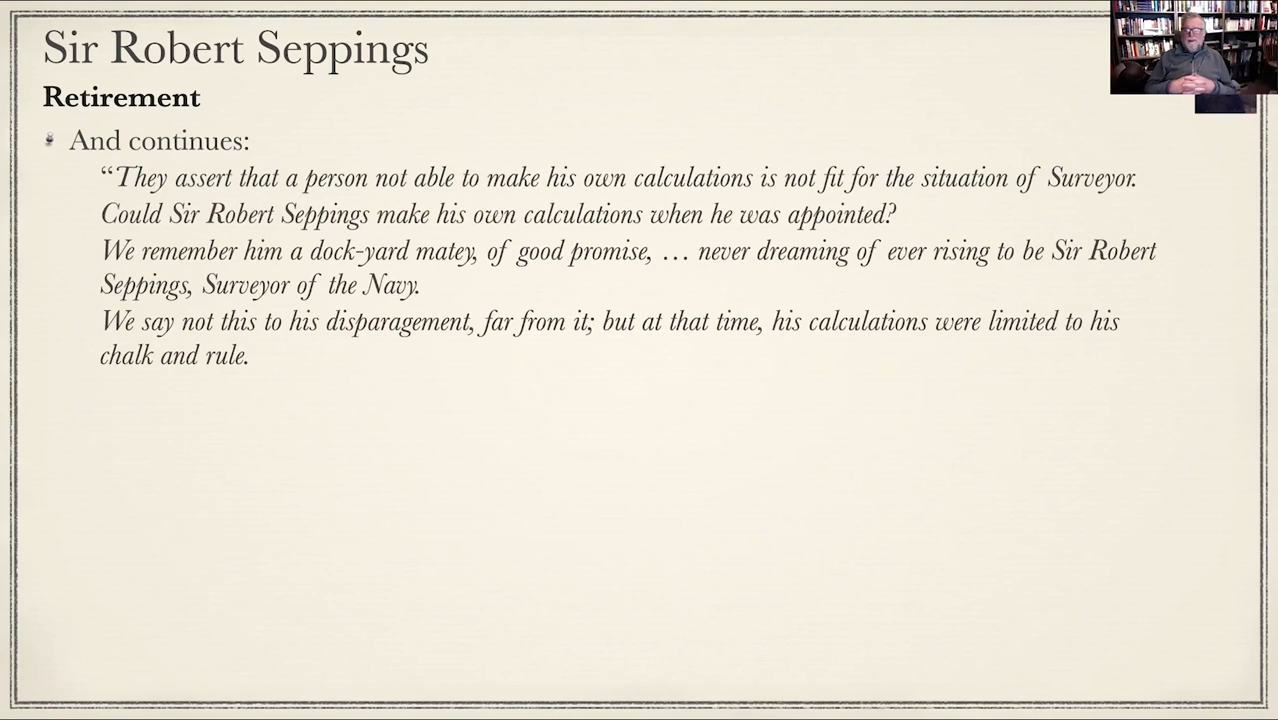 Sir Robert Seppings
Retirement
And continues:
“They assert that a person not able to make his own calculations is not fit for the situation of Surveyor.
Could Sir Robert Seppings make his own calculations when he was appointed?
We remember him a dock-yard matey, of good promise, … never dreaming of ever rising to be Sir Robert
Seppings, Surveyor of the Navy.
We say not this to his disparagement, far from it; but at that time, his calculations were limited to his
chalk and rule.